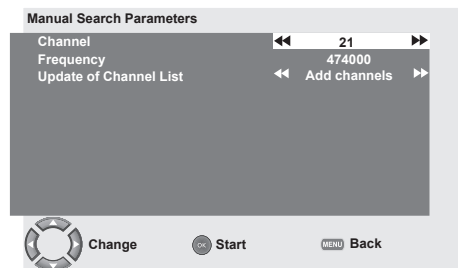 Manual Search Parameters
Channel 21
Frequency 474000
Update of Channel List Add channels
Change OK Start MENU Back